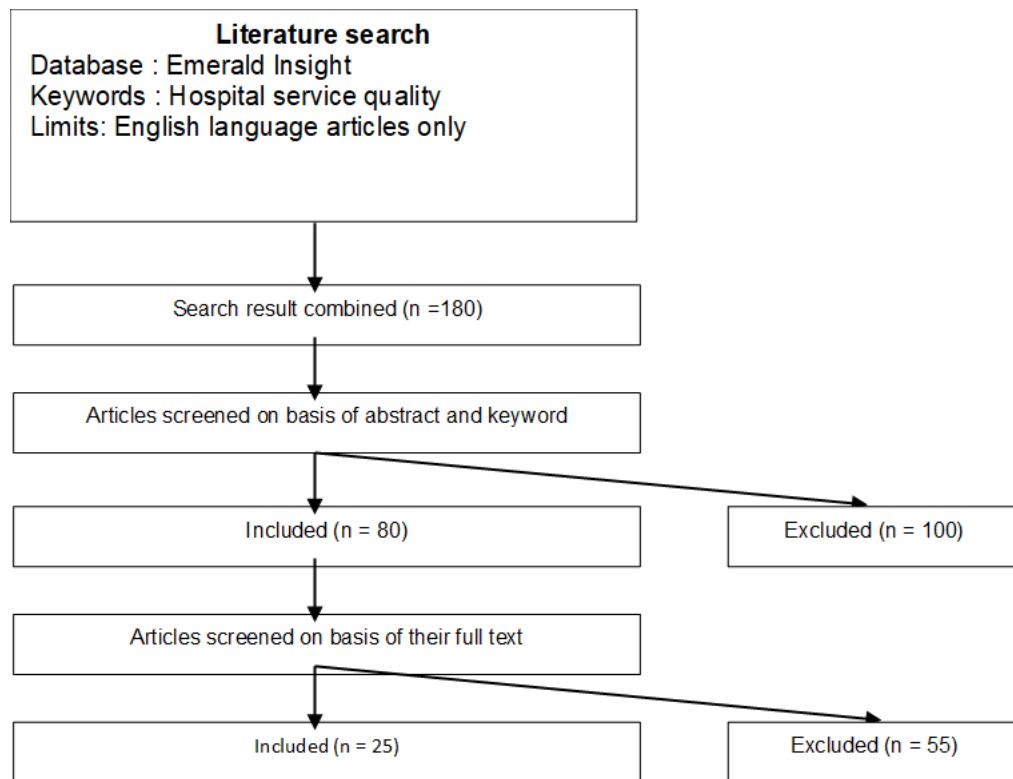 Literature search
Database : Emerald Insight
Keywords : Hospital service quality
Limits: English language articles only
Search result combined (n =180)
Articles screened on basis of abstract and keyword
Included (n = 80)
Excluded (n = 100)
Articles screened on basis of their full text
Included (n = 25)
Excluded (n = 55)